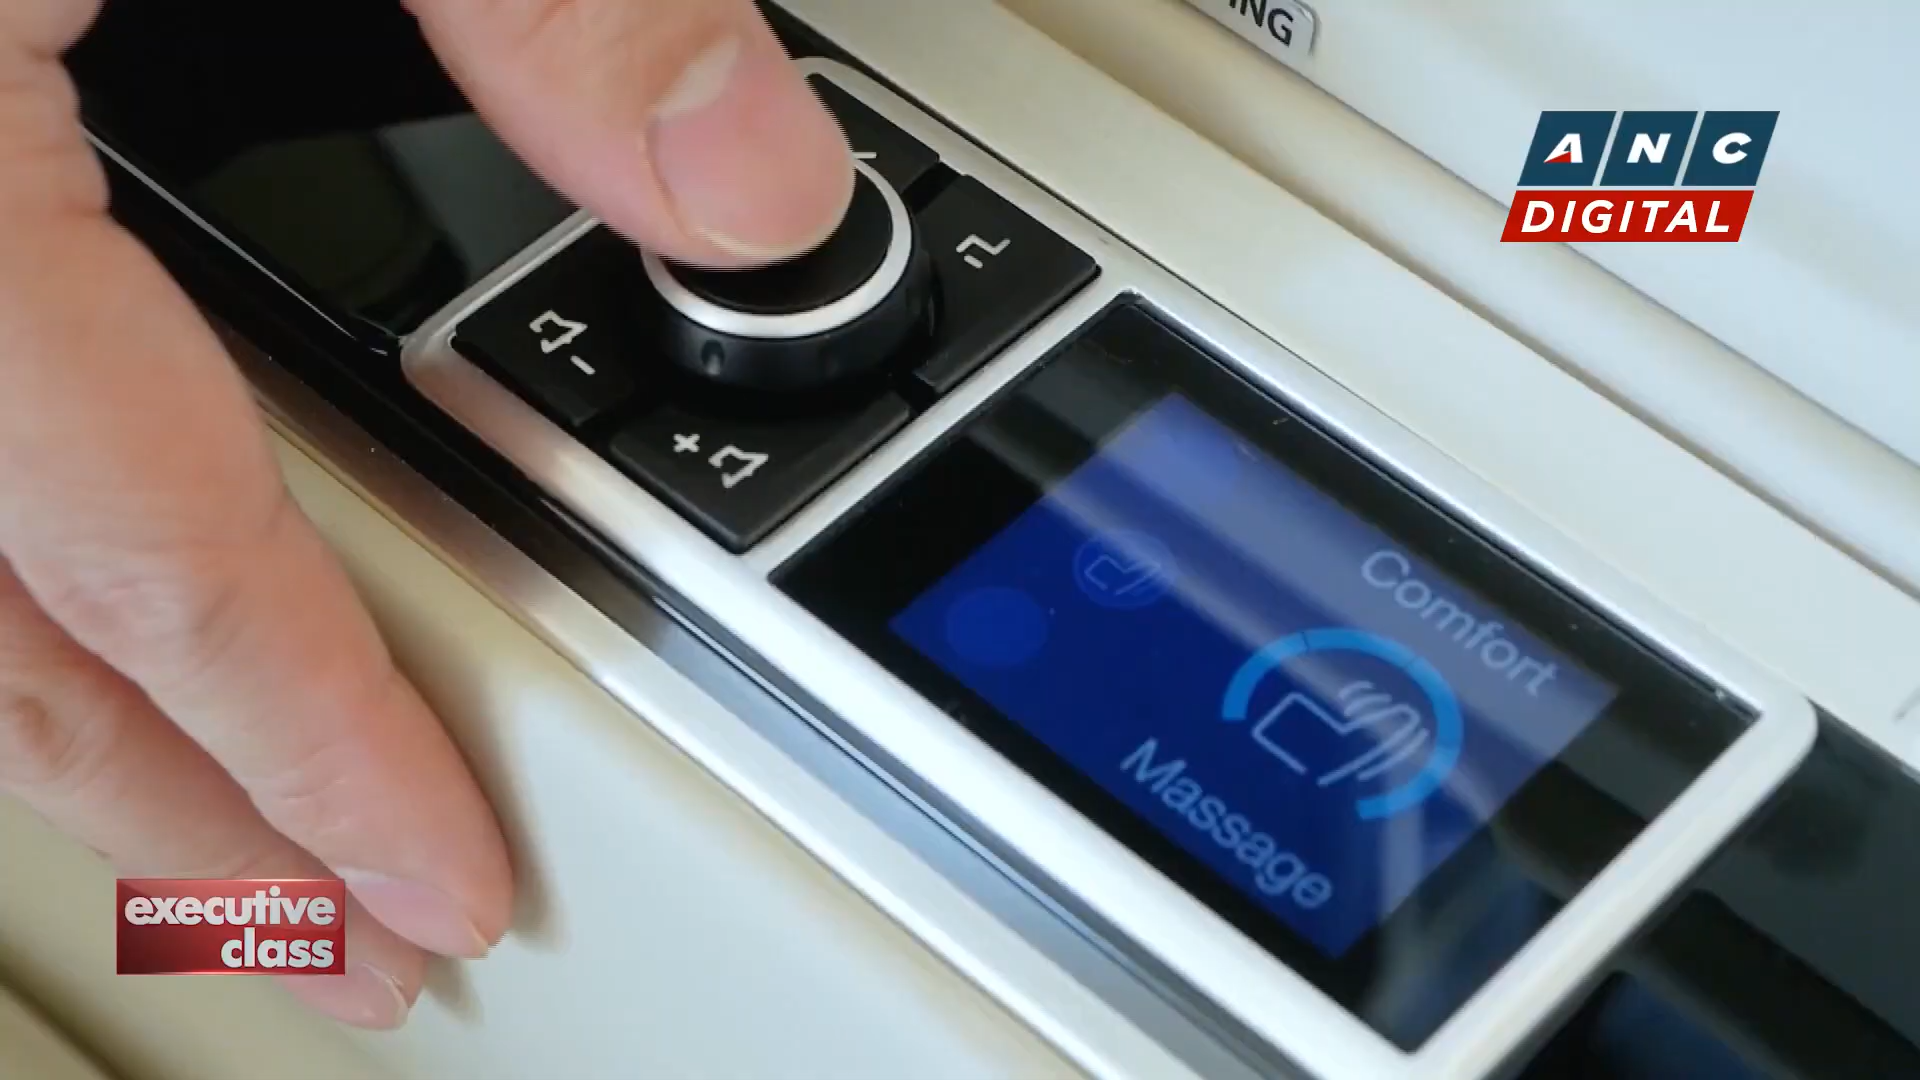 ANC
DIGITAL
Comfort
Massage
executive
class